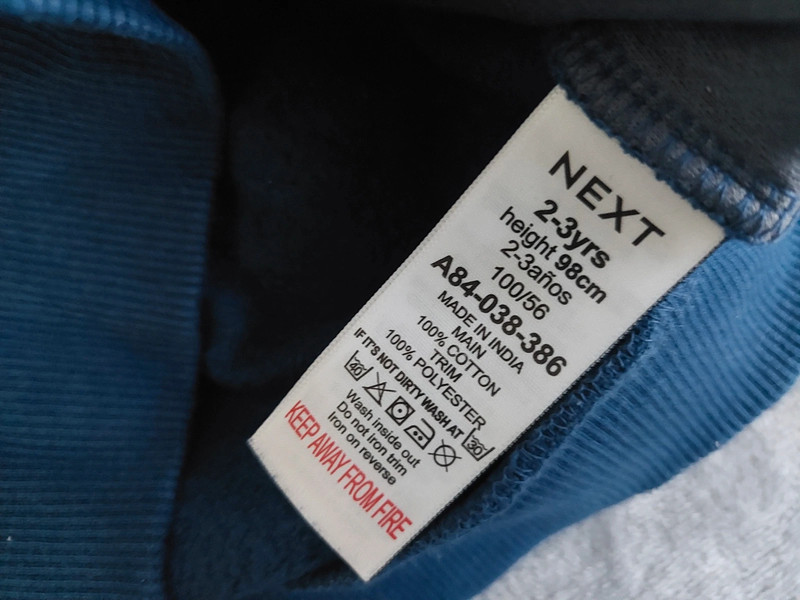 NEXT
2-3yrs
height 98cm
2-3años
100/56
A84-038-386
MADE IN INDIA
MAIN
100% COTTON
TRIM
100% POLYESTER
IF IT'S NOT DIRTY WASH AT 30°
40°
Wash inside out
Do not iron trim
Iron on reverse
KEEP AWAY FROM FIRE